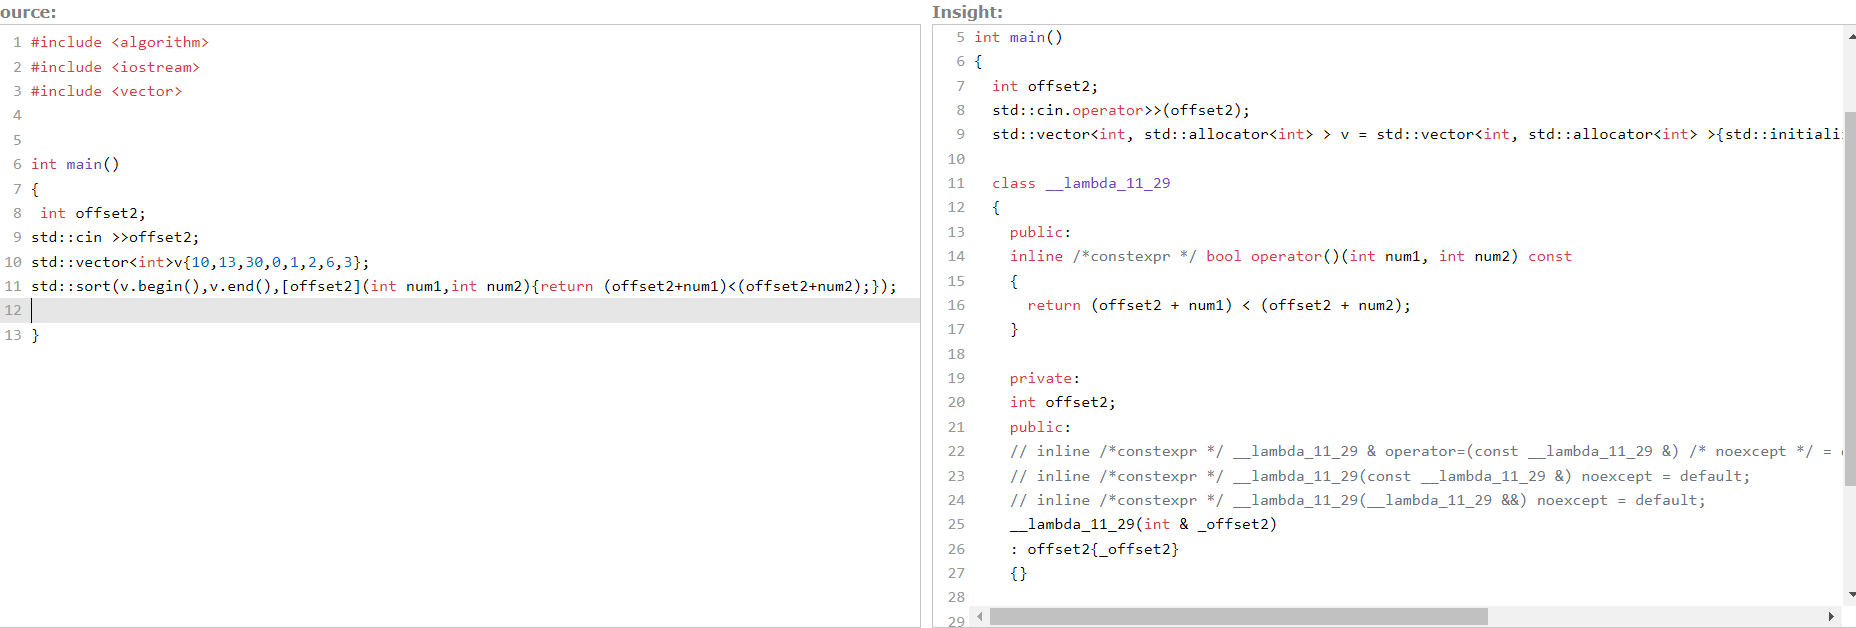 ource:
1 #include <algorithm>
2 #include <iostream>
3 #include <vector>
4
5
6 int main()
7 {
8  int offset2;
9 std::cin >>offset2;
10 std::vector<int>v{10,13,30,0,1,2,6,3};
11 std::sort(v.begin(),v.end(),[offset2](int num1,int num2){return (offset2+num1)<(offset2+num2);});
12
13 }
Insight:
5 int main()
6 {
7   int offset2;
8   std::cin.operator>>(offset2);
9   std::vector<int, std::allocator<int> > v = std::vector<int, std::allocator<int> >{std::initiali
10
11   class __lambda_11_29
12   {
13     public:
14     inline /*constexpr */ bool operator()(int num1, int num2) const
15     {
16       return (offset2 + num1) < (offset2 + num2);
17     }
18
19     private:
20     int offset2;
21     public:
22     // inline /*constexpr */ __lambda_11_29 & operator=(const __lambda_11_29 &) /* noexcept */ =
23     // inline /*constexpr */ __lambda_11_29(const __lambda_11_29 &) noexcept = default;
24     // inline /*constexpr */ __lambda_11_29(__lambda_11_29 &&) noexcept = default;
25     __lambda_11_29(int & _offset2)
26     : offset2{_offset2}
27     {}
28
29